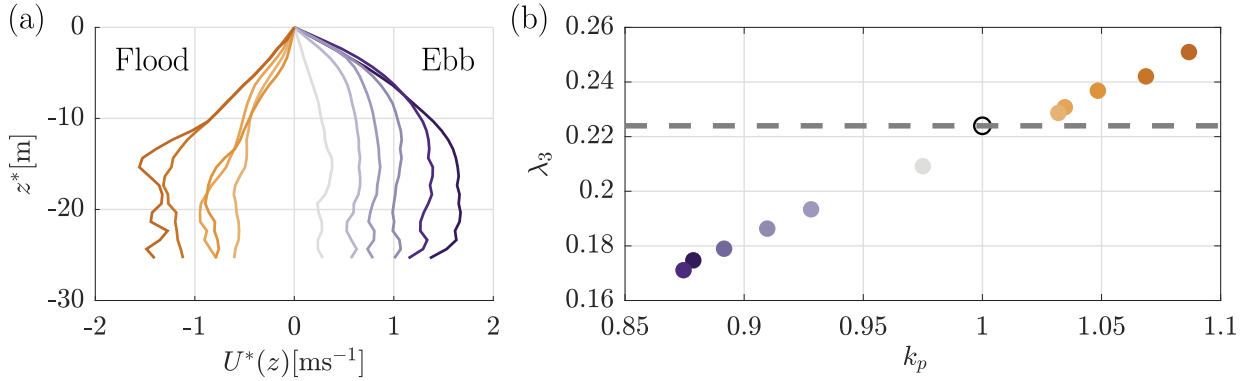 (a)
Flood
Ebb
0
-10
-20
-30
z*[m]
-2
-1
0
1
2
U*(z)[ms⁻¹]
(b)
0.26
0.24
0.22
0.2
0.18
0.16
λ₃
0.85
0.9
0.95
1
1.05
1.1
kₚ